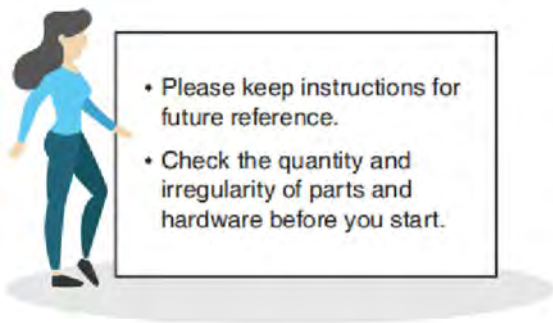 • Please keep instructions for
future reference.
• Check the quantity and
irregularity of parts and
hardware before you start.